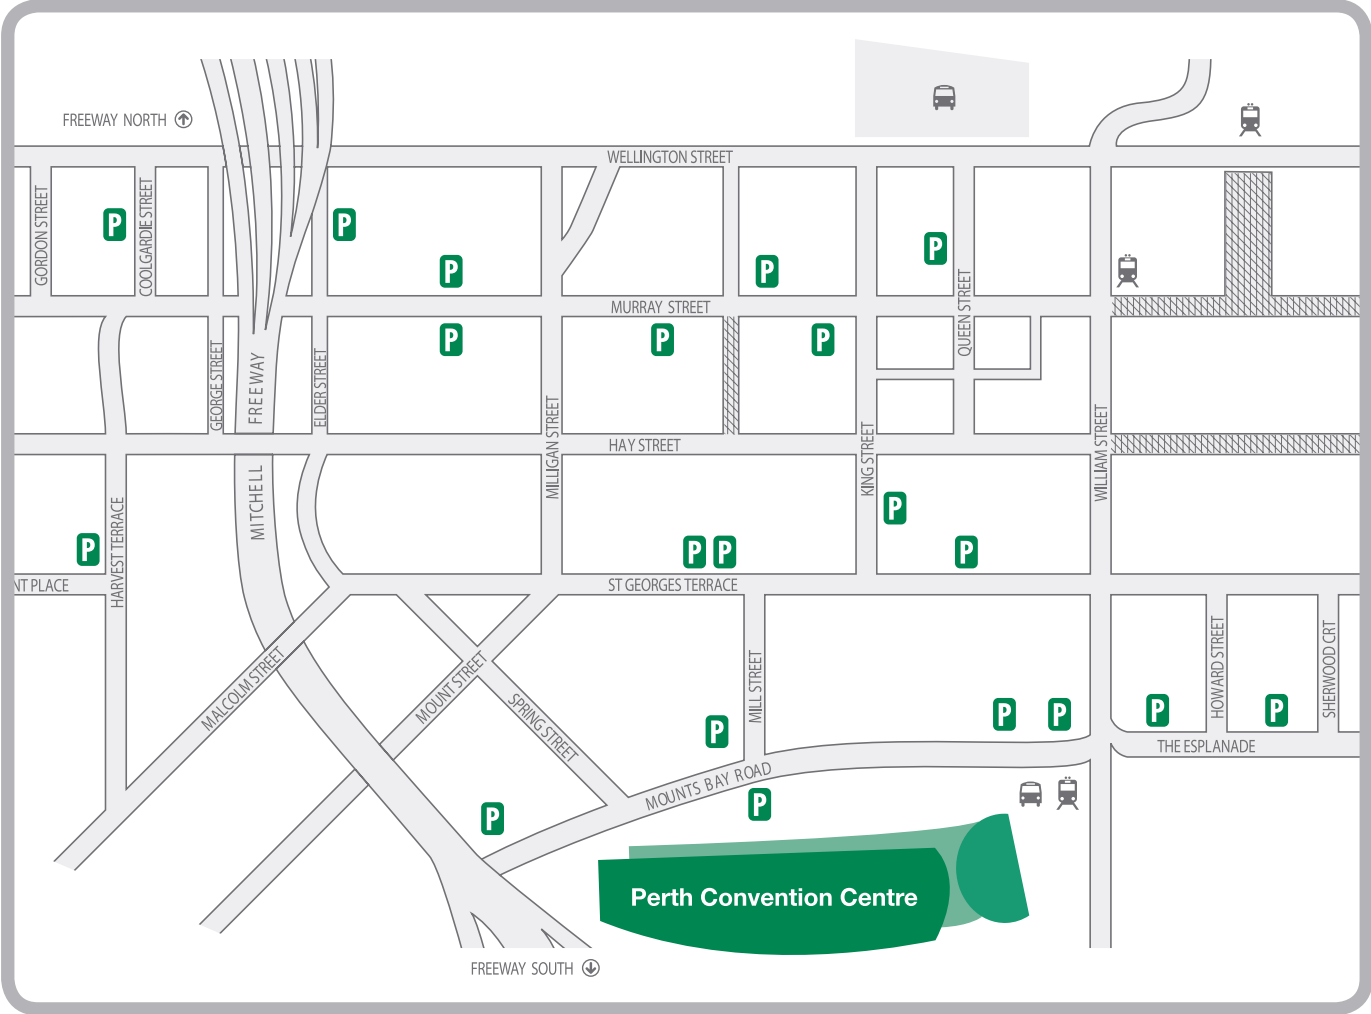 FREEWAY NORTH
WELLINGTON STREET
GORDON STREET
COOLGARDIE STREET
P
P
P
P
P
MURRAY STREET
QUEEN STREET
GEORGE STREET
FREEWAY
ELDER STREET
P
P
P
HAY STREET
MILLIGAN STREET
KING STREET
WILLIAM STREET
MITCHELL
HARVEST TERRACE
P
P
P
P
P
NT PLACE
ST GEORGES TERRACE
MALCOLM STREET
MOUNT STREET
SPRING STREET
MILL STREET
HOWARD STREET
SHERWOOD CRT
P
P
P
P
P
THE ESPLANADE
MOUNTS BAY ROAD
P
P
Perth Convention Centre
FREEWAY SOUTH